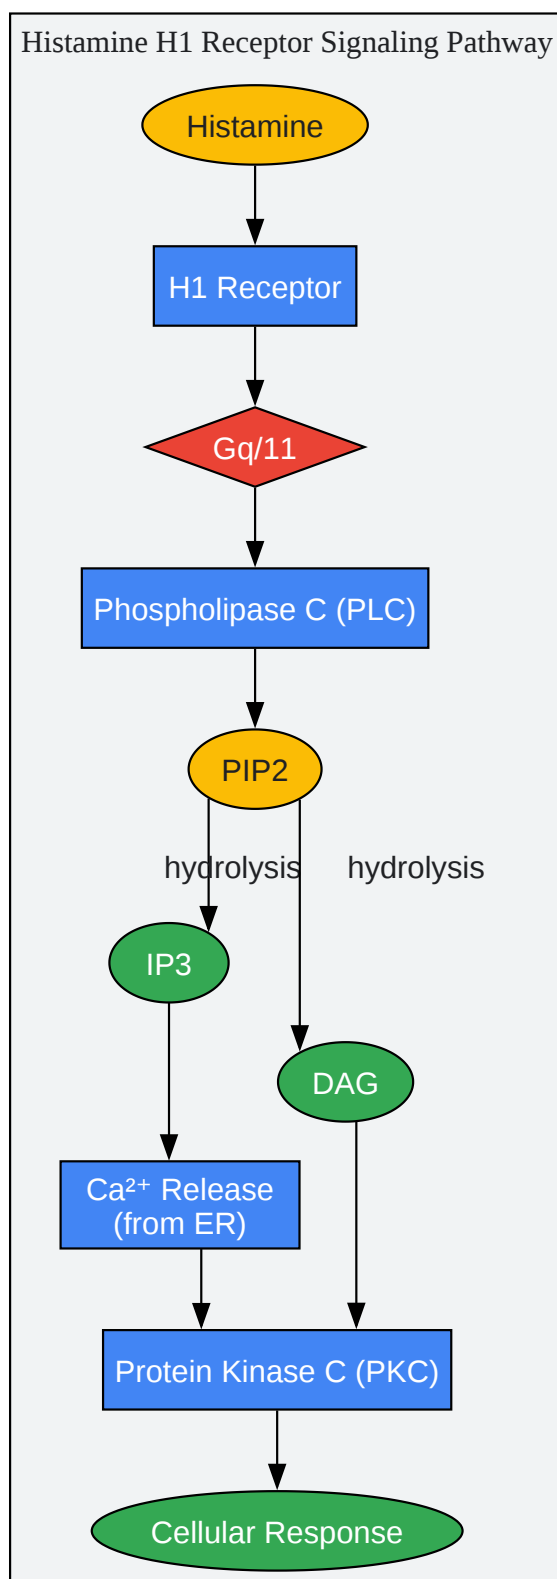 Histamine H1 Receptor Signaling Pathway
Histamine
H1 Receptor
Gq/11
Phospholipase C (PLC)
PIP2
hydrolysis
hydrolysis
IP3
DAG
Ca²⁺ Release
(from ER)
Protein Kinase C (PKC)
Cellular Response